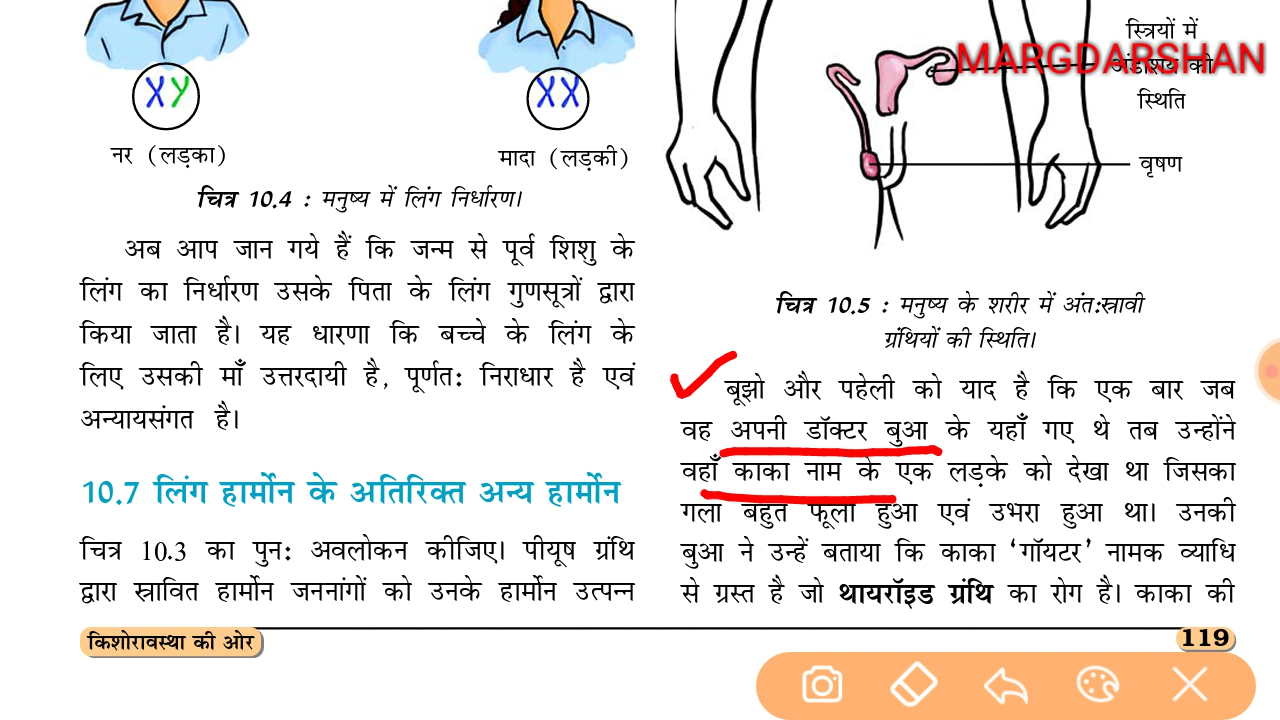 XY
नर (लड़का)
XX
मादा (लड़की)
चित्र 10.4 : मनुष्य में लिंग निर्धारण।
अब आप जान गये हैं कि जन्म से पूर्व शिशु के
लिंग का निर्धारण उसके पिता के लिंग गुणसूत्रों द्वारा
किया जाता है। यह धारणा कि बच्चे के लिंग के
लिए उसकी माँ उत्तरदायी है, पूर्णतः निराधार है एवं
अन्यायसंगत है।
10.7 लिंग हार्मोन के अतिरिक्त अन्य हार्मोन
चित्र 10.3 का पुनः अवलोकन कीजिए। पीयूष ग्रंथि
द्वारा स्रावित हार्मोन जननांगों को उनके हार्मोन उत्पन्न
स्त्रियों में
MARGDARSHAN
अंडाशय की
स्थिति
वृषण
चित्र 10.5 : मनुष्य के शरीर में अंतःस्रावी
ग्रंथियों की स्थिति।
बूझो और पहेली को याद है कि एक बार जब
वह अपनी डॉक्टर बुआ के यहाँ गए थे तब उन्होंने
वहाँ काका नाम के एक लड़के को देखा था जिसका
गला बहुत फूला हुआ एवं उभरा हुआ था। उनकी
बुआ ने उन्हें बताया कि काका ‘गॉयटर’ नामक व्याधि
से ग्रस्त है जो थायरॉइड ग्रंथि का रोग है। काका की
किशोरावस्था की ओर
119